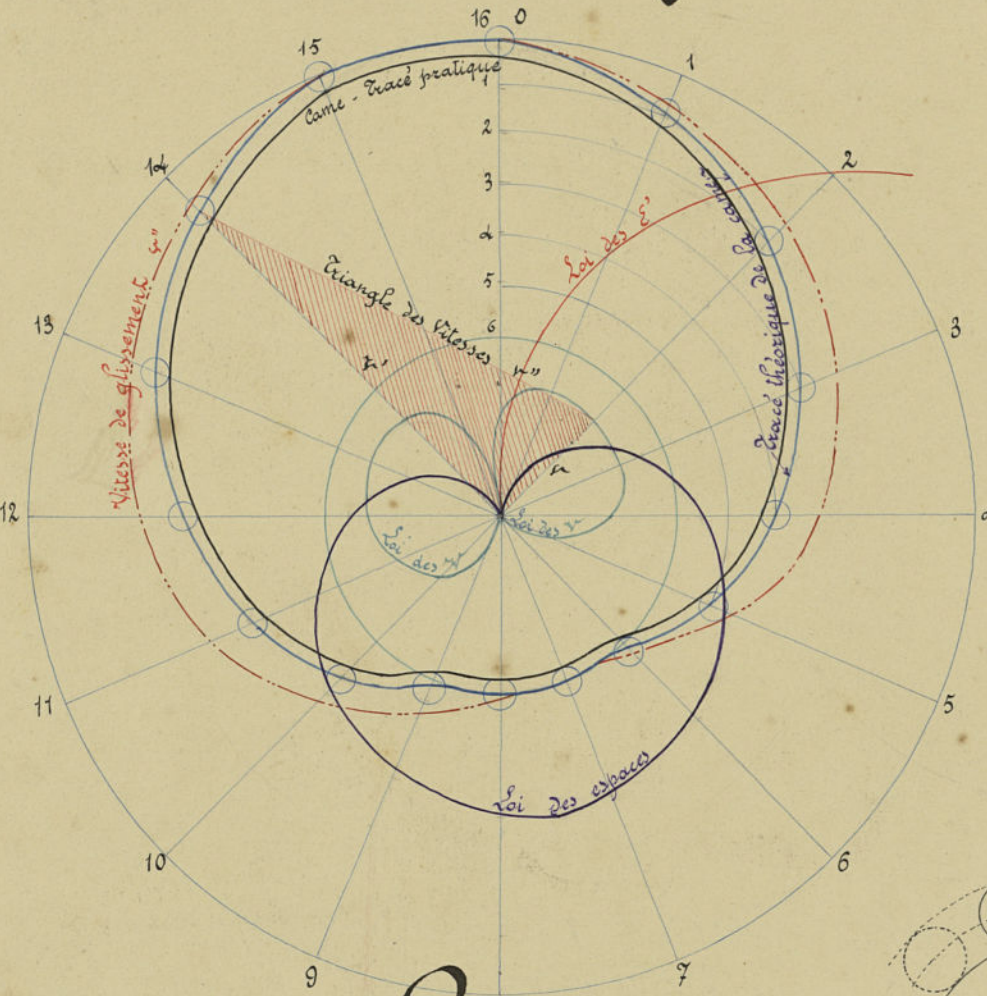 16 0
15
1
Came - Tracé pratique
1
2
14
2
3
4
5
6
Loi des E'
Tracé théorique de la came
Triangle des Vitesses
Vitesse de glissement v"
13
3
r'
r"
r
12
Loi des v
Loi des
11
5
Loi des espaces
10
6
9
7